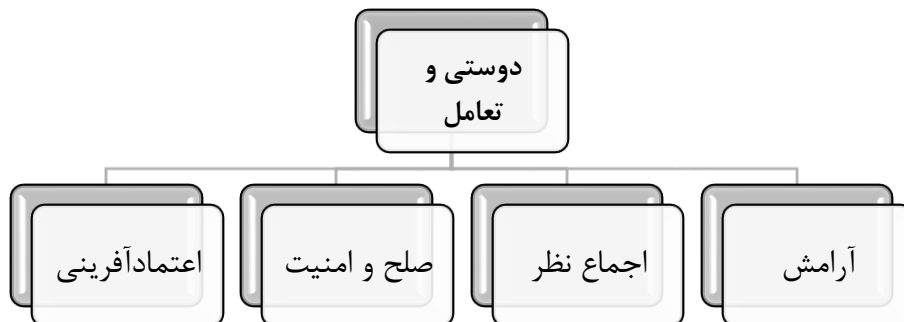 دوستی و
تعامل
آرامش
اجماع نظر
صلح و امنیت
اعتمادآفرینی